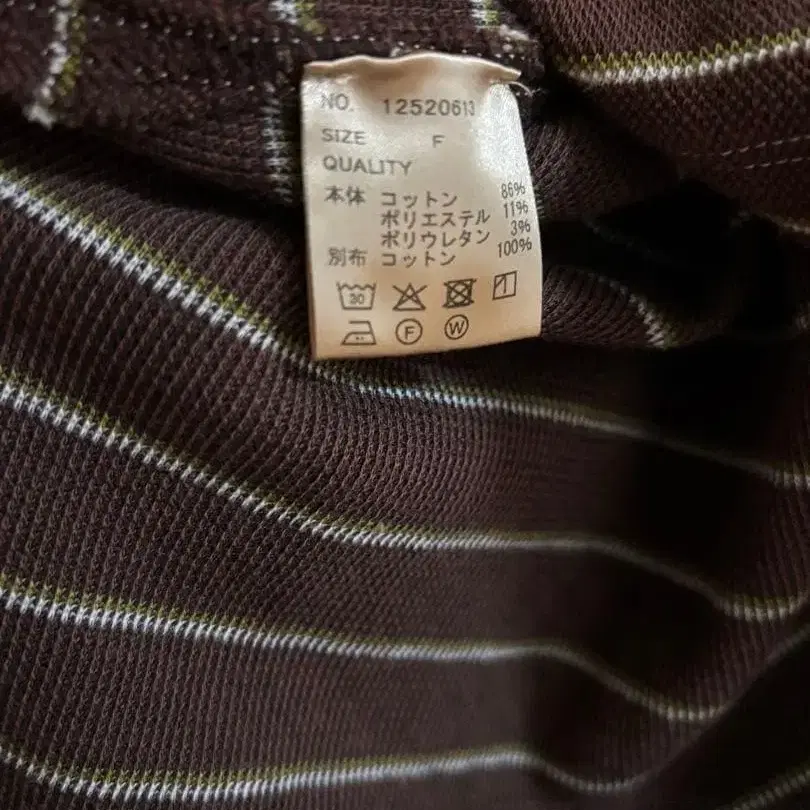 NO. 12520613
SIZE F
QUALITY
本体 コットン 86%
ポリエステル 11%
ポリウレタン 3%
別布 コットン 100%
30
F W